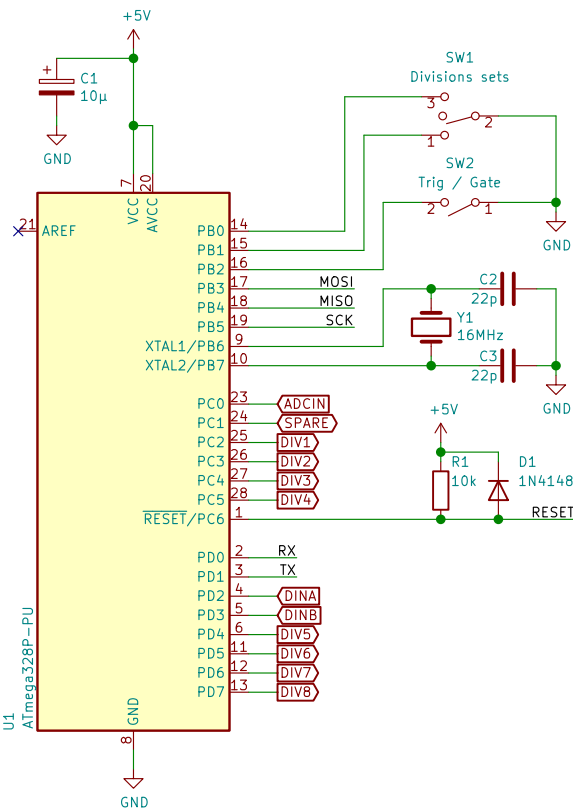 +5V
+
C1
10µ
GND
SW1
Divisions sets
3
2
1
SW2
Trig / Gate
2
1
GND
7
20
VCC
AVCC
21
AREF
PB0
14
PB1
15
PB2
16
PB3
17
MOSI
PB4
18
MISO
PB5
19
SCK
XTAL1/PB6
9
XTAL2/PB7
10
C2
22p
Y1
16MHz
C3
22p
GND
PC0
23
ADCIN
PC1
24
SPARE
PC2
25
DIV1
PC3
26
DIV2
PC4
27
DIV3
PC5
28
DIV4
RESET/PC6
1
+5V
R1
10k
D1
1N4148
RESET
PD0
2
RX
PD1
3
TX
PD2
4
DINA
PD3
5
DINB
PD4
6
DIV5
PD5
11
DIV6
PD6
12
DIV7
PD7
13
DIV8
U1
ATmega328P-PU
GND
8
GND